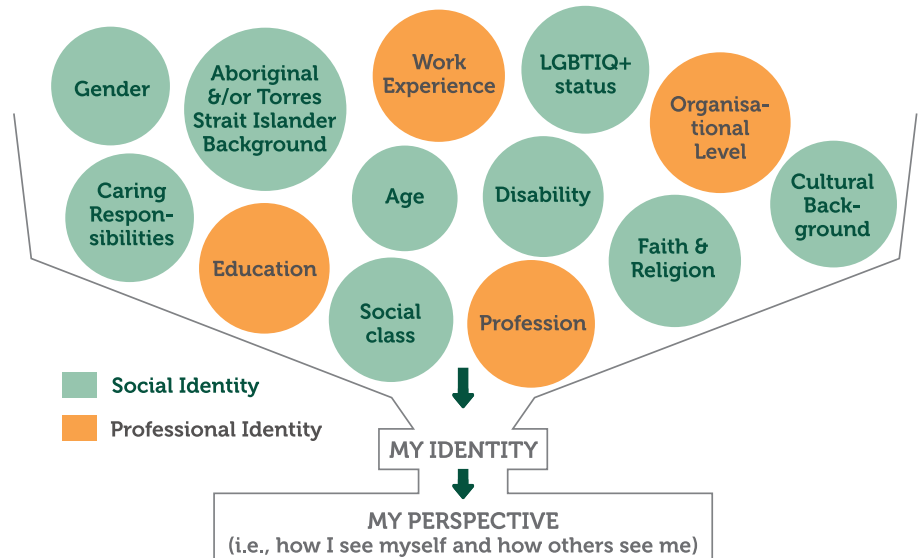 Gender
Aboriginal
&/or Torres
Strait Islander
Background
Work
Experience
LGBTIQ+
status
Organisa-
tional
Level
Caring
Respon-
sibilities
Age
Disability
Cultural
Back-
ground
Education
Faith &
Religion
Social
class
Profession
Social Identity
Professional Identity
MY IDENTITY
MY PERSPECTIVE
(i.e., how I see myself and how others see me)